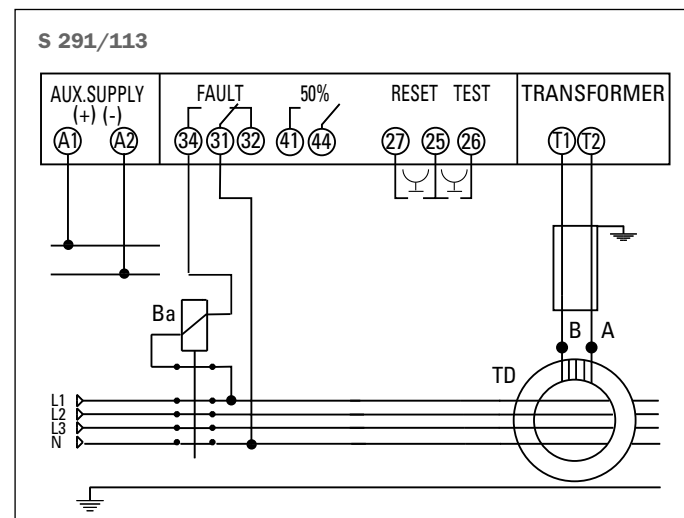 S 291/113
AUX.SUPPLY FAULT 50% RESET TEST TRANSFORMER
(+) (-)
A1 A2 34 31 32 41 44 27 25 26 T1 T2
Ba
B A
TD
L1
L2
L3
N